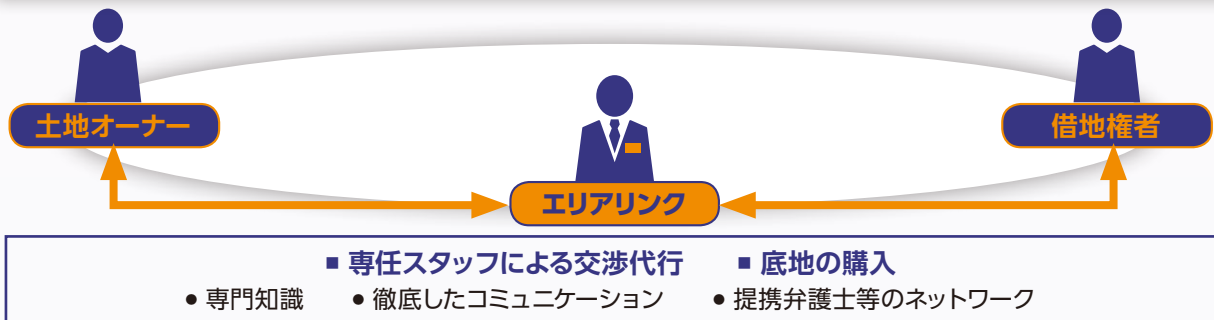 土地オーナー
借地権者
エリアリンク
■ 専任スタッフによる交渉代行 ■ 底地の購入
● 専門知識 ● 徹底したコミュニケーション ● 提携弁護士等のネットワーク